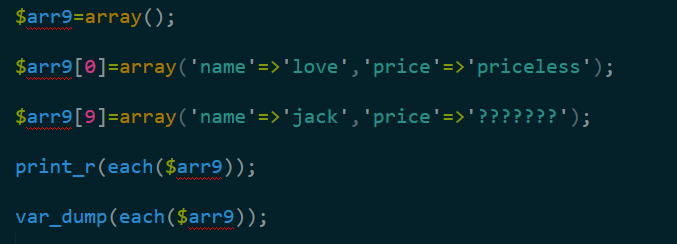 $arr9=array();
$arr9[0]=array('name'=>'love','price'=>'priceless');
$arr9[9]=array('name'=>'jack','price'=>'???????');
print_r(each($arr9));
var_dump(each($arr9));